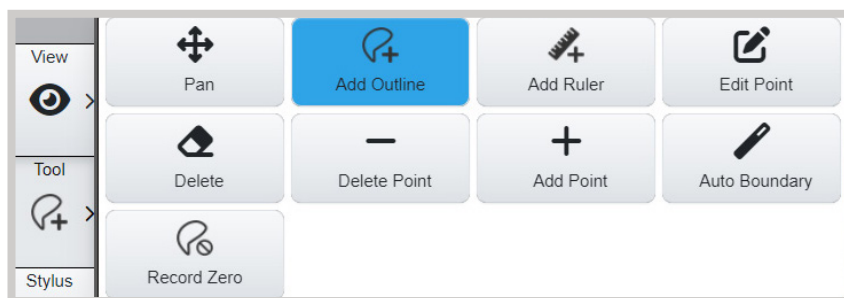 View
Pan
Add Outline
Add Ruler
Edit Point
Tool
Delete
Delete Point
Add Point
Auto Boundary
Stylus
Record Zero